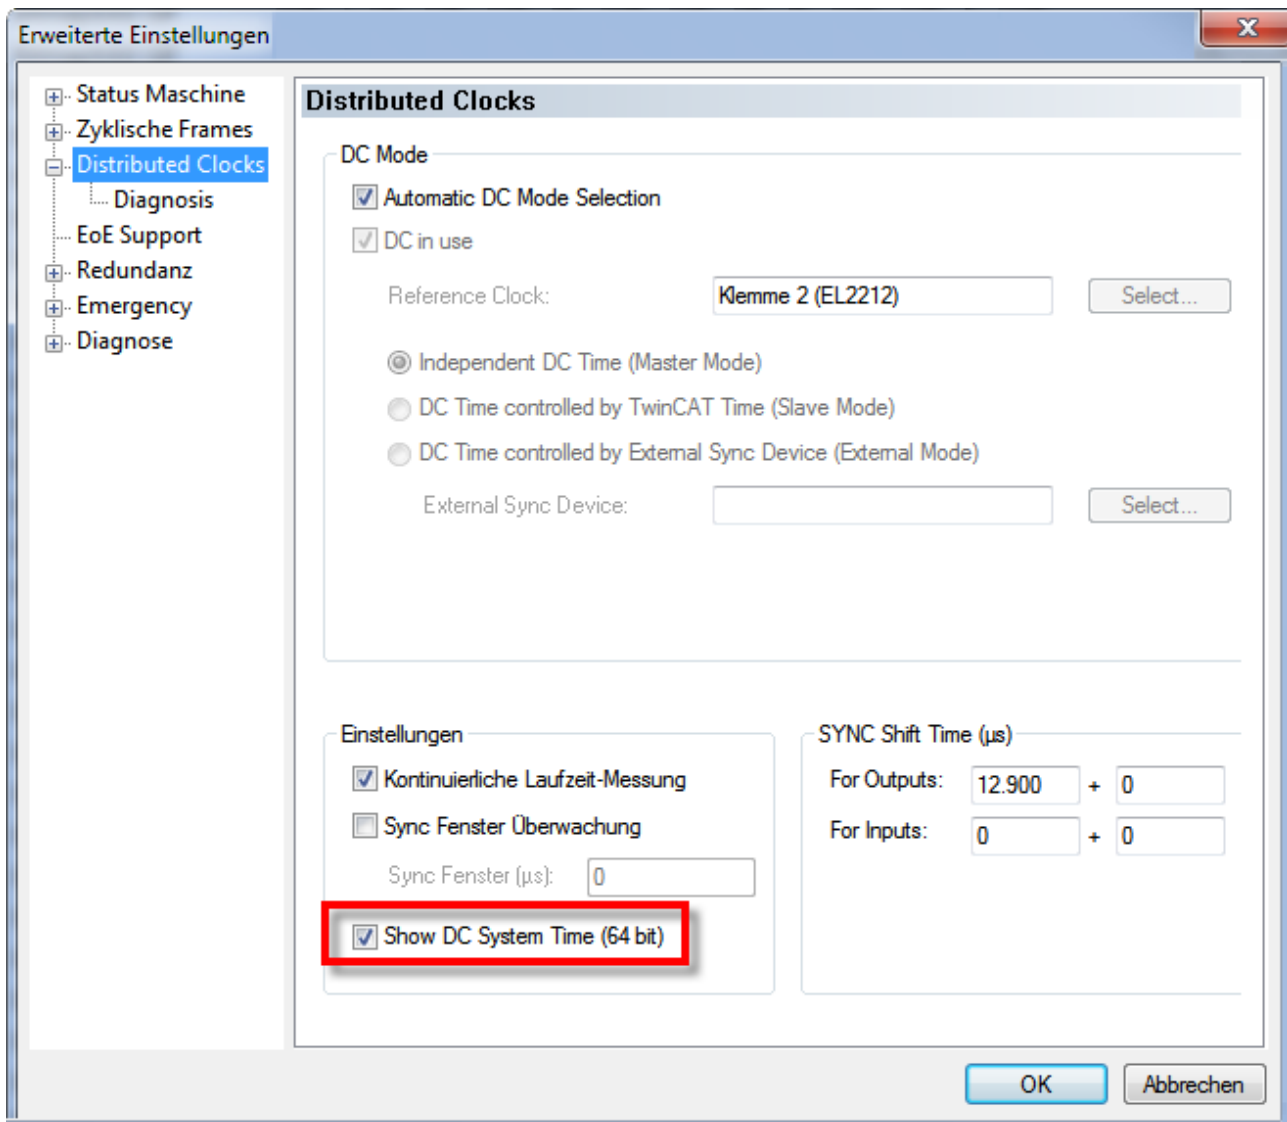 Erweiterte Einstellungen
Status Maschine
Zyklische Frames
Distributed Clocks
Diagnosis
EoE Support
Redundanz
Emergency
Diagnose
Distributed Clocks
DC Mode
Automatic DC Mode Selection
DC in use
Reference Clock: Klemme 2 (EL2212) Select...
Independent DC Time (Master Mode)
DC Time controlled by TwinCAT Time (Slave Mode)
DC Time controlled by External Sync Device (External Mode)
External Sync Device: Select...
Einstellungen
Kontinuierliche Laufzeit-Messung
Sync Fenster Überwachung
Sync Fenster (µs): 0
Show DC System Time (64 bit)
SYNC Shift Time (µs)
For Outputs: 12.900 + 0
For Inputs: 0 + 0
OK Abbrechen